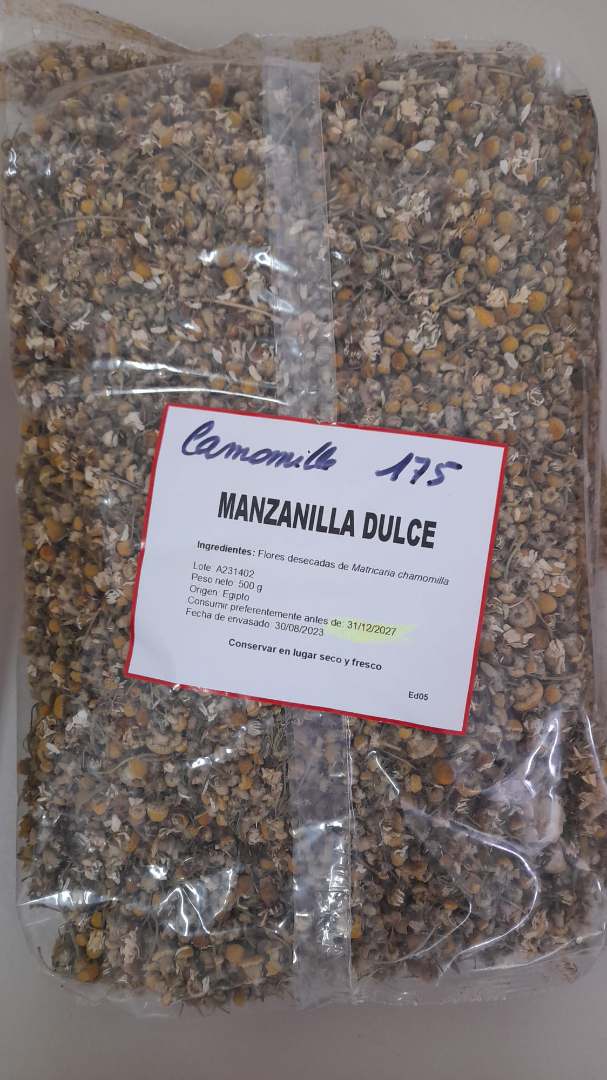 Camomille 175
MANZANILLA DULCE
Ingredientes: Flores desecadas de Matricaria chamomilla
Lote: A231402
Peso neto: 500 g
Origen: Egipto
Consumir preferentemente antes de: 31/12/2027
Fecha de envasado: 30/08/2023
Conservar en lugar seco y fresco
Ed05